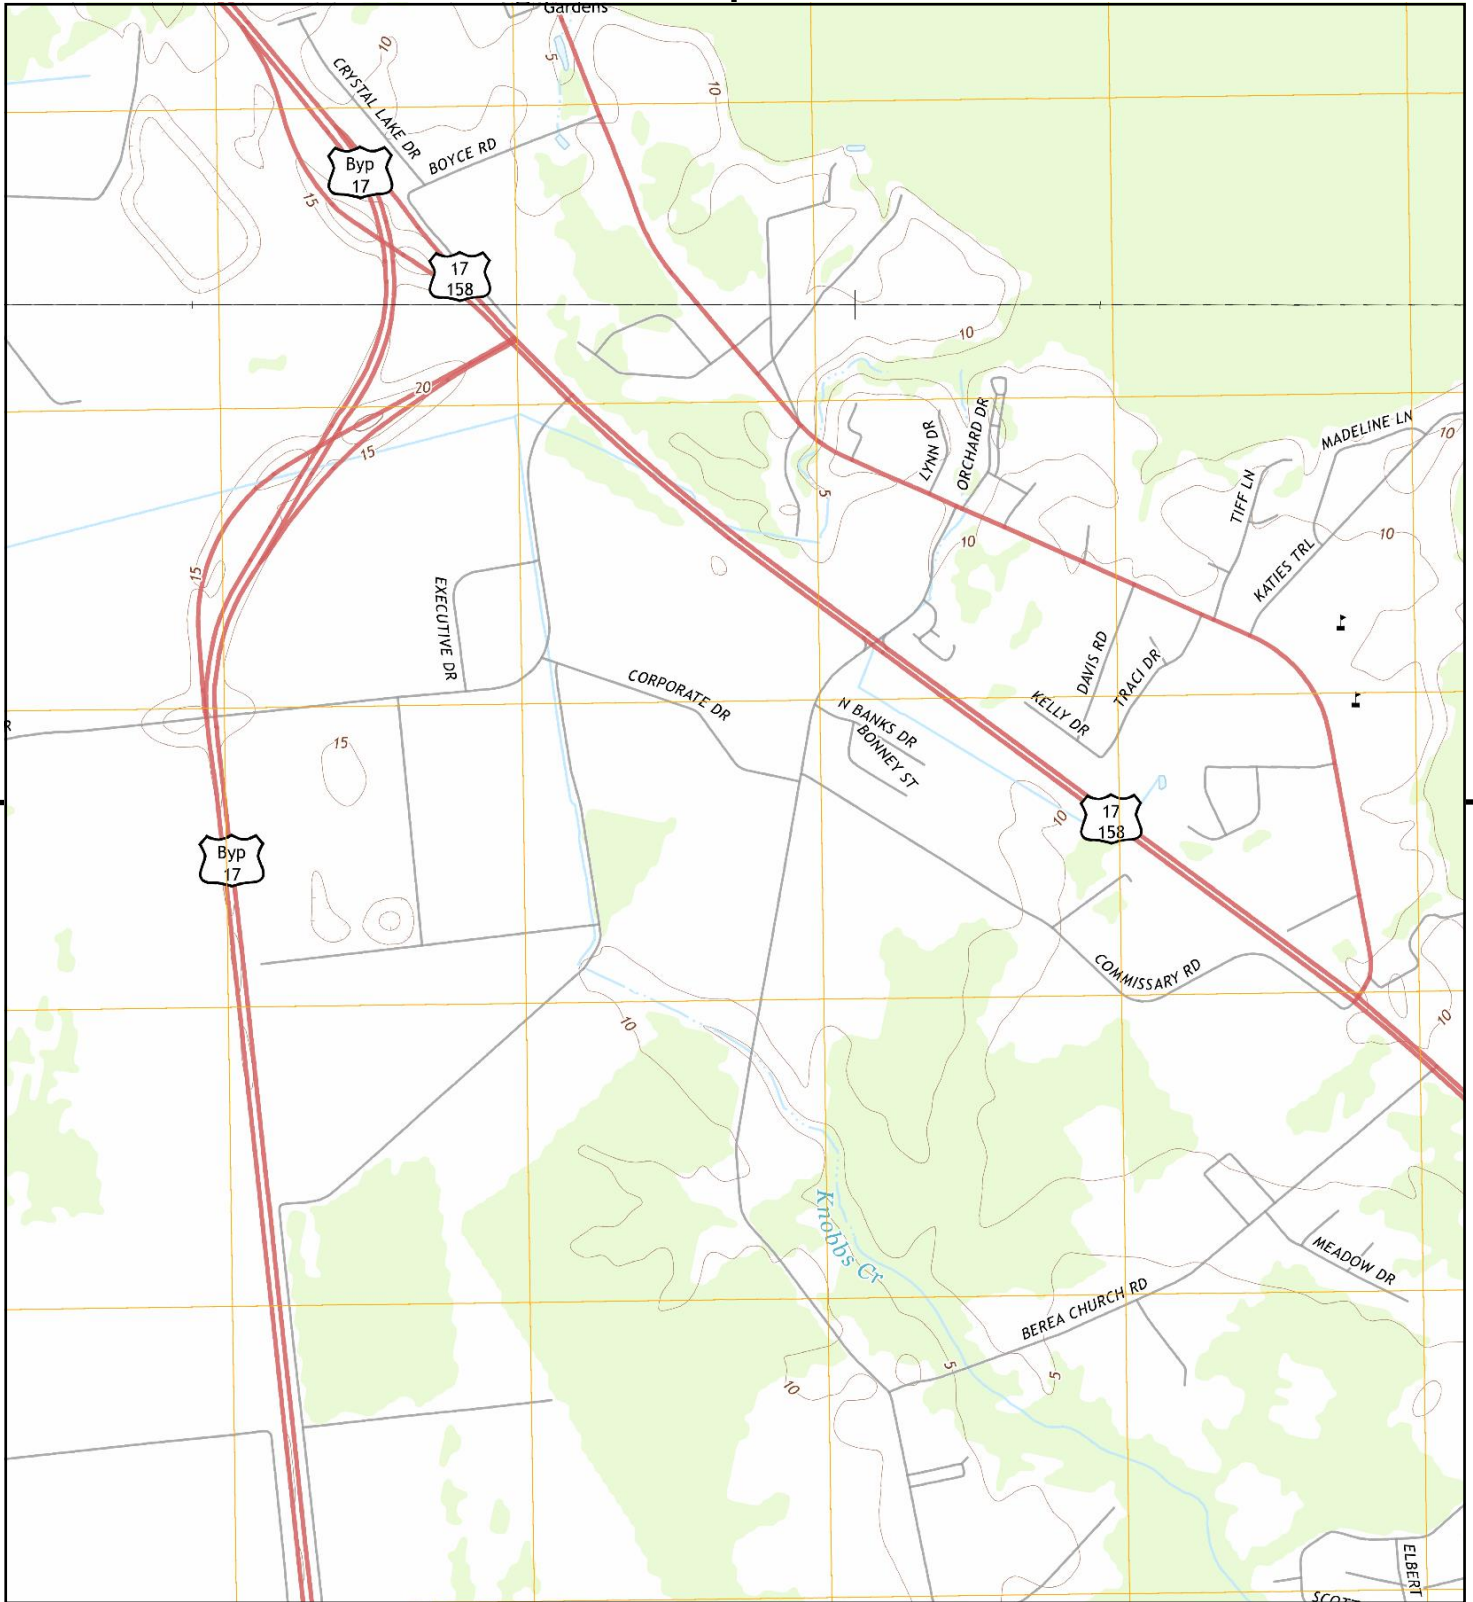 Gardens
10
5
CRYSTAL LAKE DR
10
BOYCE RD
Byp
17
15
17
158
10
20
15
LYNN DR
ORCHARD DR
MADELINE LN
10
5
TIFF LN
10
10
KATIES TRL
15
EXECUTIVE DR
CORPORATE DR
DAVIS RD
TRACI DR
KELLY DR
N BANKS DR
BONNEY ST
R
15
10
17
158
Byp
17
COMMISSARY RD
10
10
Knobbs Cr
MEADOW DR
BEREA CHURCH RD
5
5
10
ELBERT